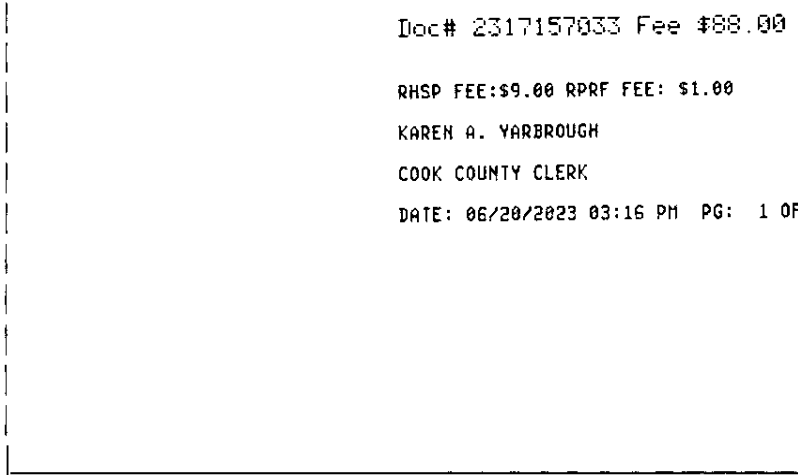 Doc# 2317157033 Fee $88.00
RHSP FEE:$9.00 RPRF FEE: $1.00
KAREN A. YARBROUGH
COOK COUNTY CLERK
DATE: 06/20/2023 03:16 PM PG: 1 OF